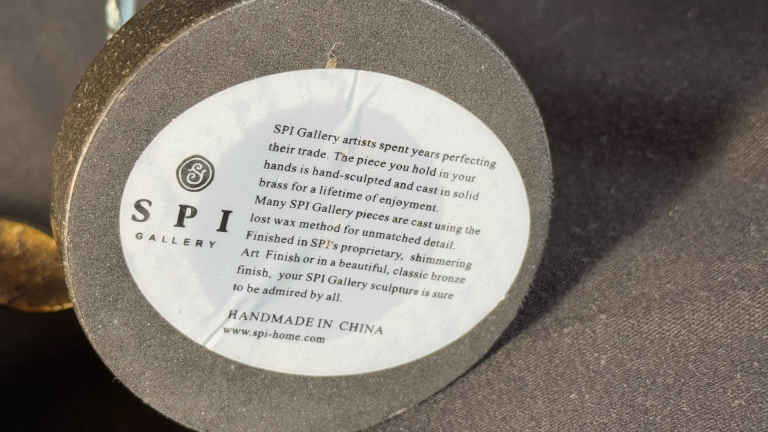 S P I
GALLERY
SPI Gallery artists spent years perfecting
their trade. The piece you hold in your
hands is hand-sculpted and cast in solid
brass for a lifetime of enjoyment.
Many SPI Gallery pieces are cast using the
lost wax method for unmatched detail.
Finished in SPI's proprietary, shimmering
Art Finish or in a beautiful, classic bronze
finish, your SPI Gallery sculpture is sure
to be admired by all.
HANDMADE IN CHINA
www.spi-home.com